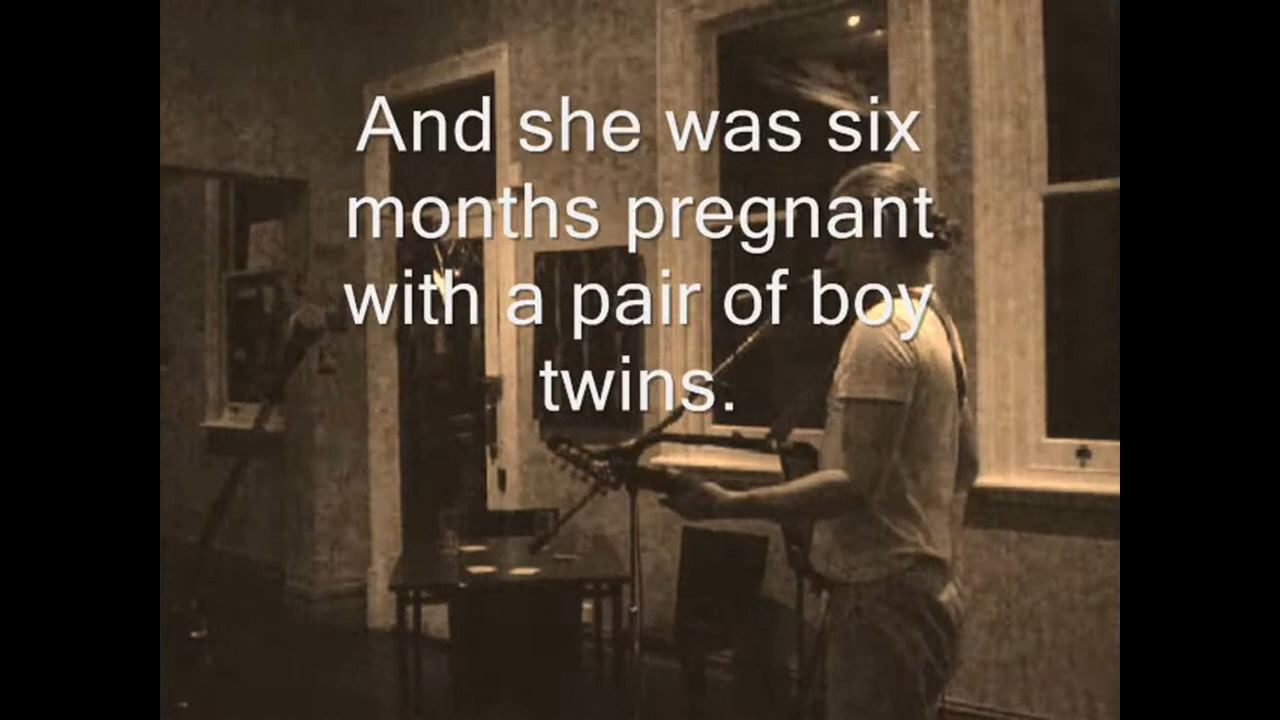 And she was six
months pregnant
with a pair of boy
twins.